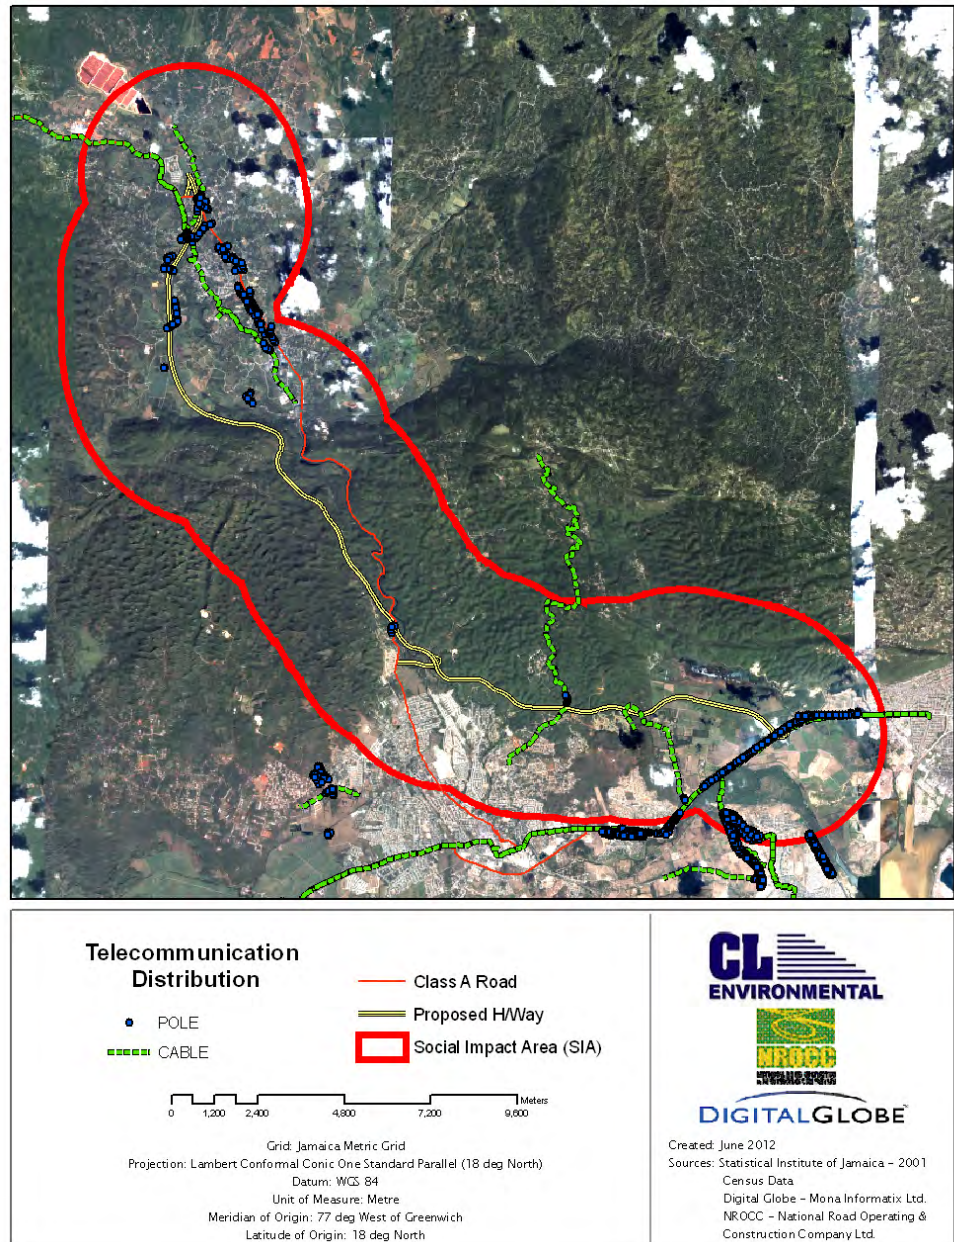 Telecommunication
Distribution
POLE
CABLE
Class A Road
Proposed H/Way
Social Impact Area (SIA)
Meters
0 1,200 2,400 4,800 7,200 9,600
Grid: Jamaica Metric Grid
Projection: Lambert Conformal Conic One Standard Parallel (18 deg North)
Datum: WGS 84
Unit of Measure: Metre
Meridian of Origin: 77 deg West of Greenwich
Latitude of Origin: 18 deg North
CL
ENVIRONMENTAL
NROCC
DIGITALGLOBE
Created: June 2012
Sources: Statistical Institute of Jamaica - 2001
Census Data
Digital Globe - Mona Informatix Ltd.
NROCC - National Road Operating &
Construction Company Ltd.